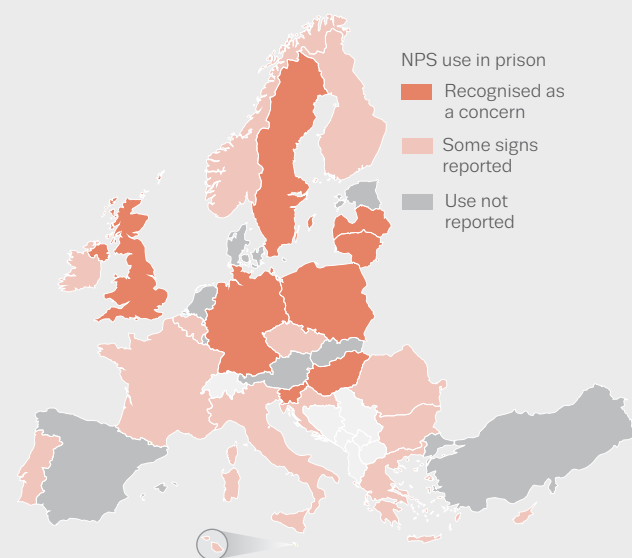 NPS use in prison
Recognised as
a concern
Some signs
reported
Use not
reported